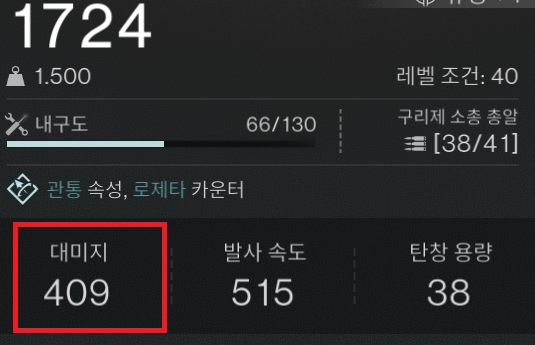 1724
1.500
레벨 조건: 40
내구도
66/130
구리제 소총 총알
[38/41]
관통 속성, 로제타 카운터
대미지
409
발사 속도
515
탄창 용량
38